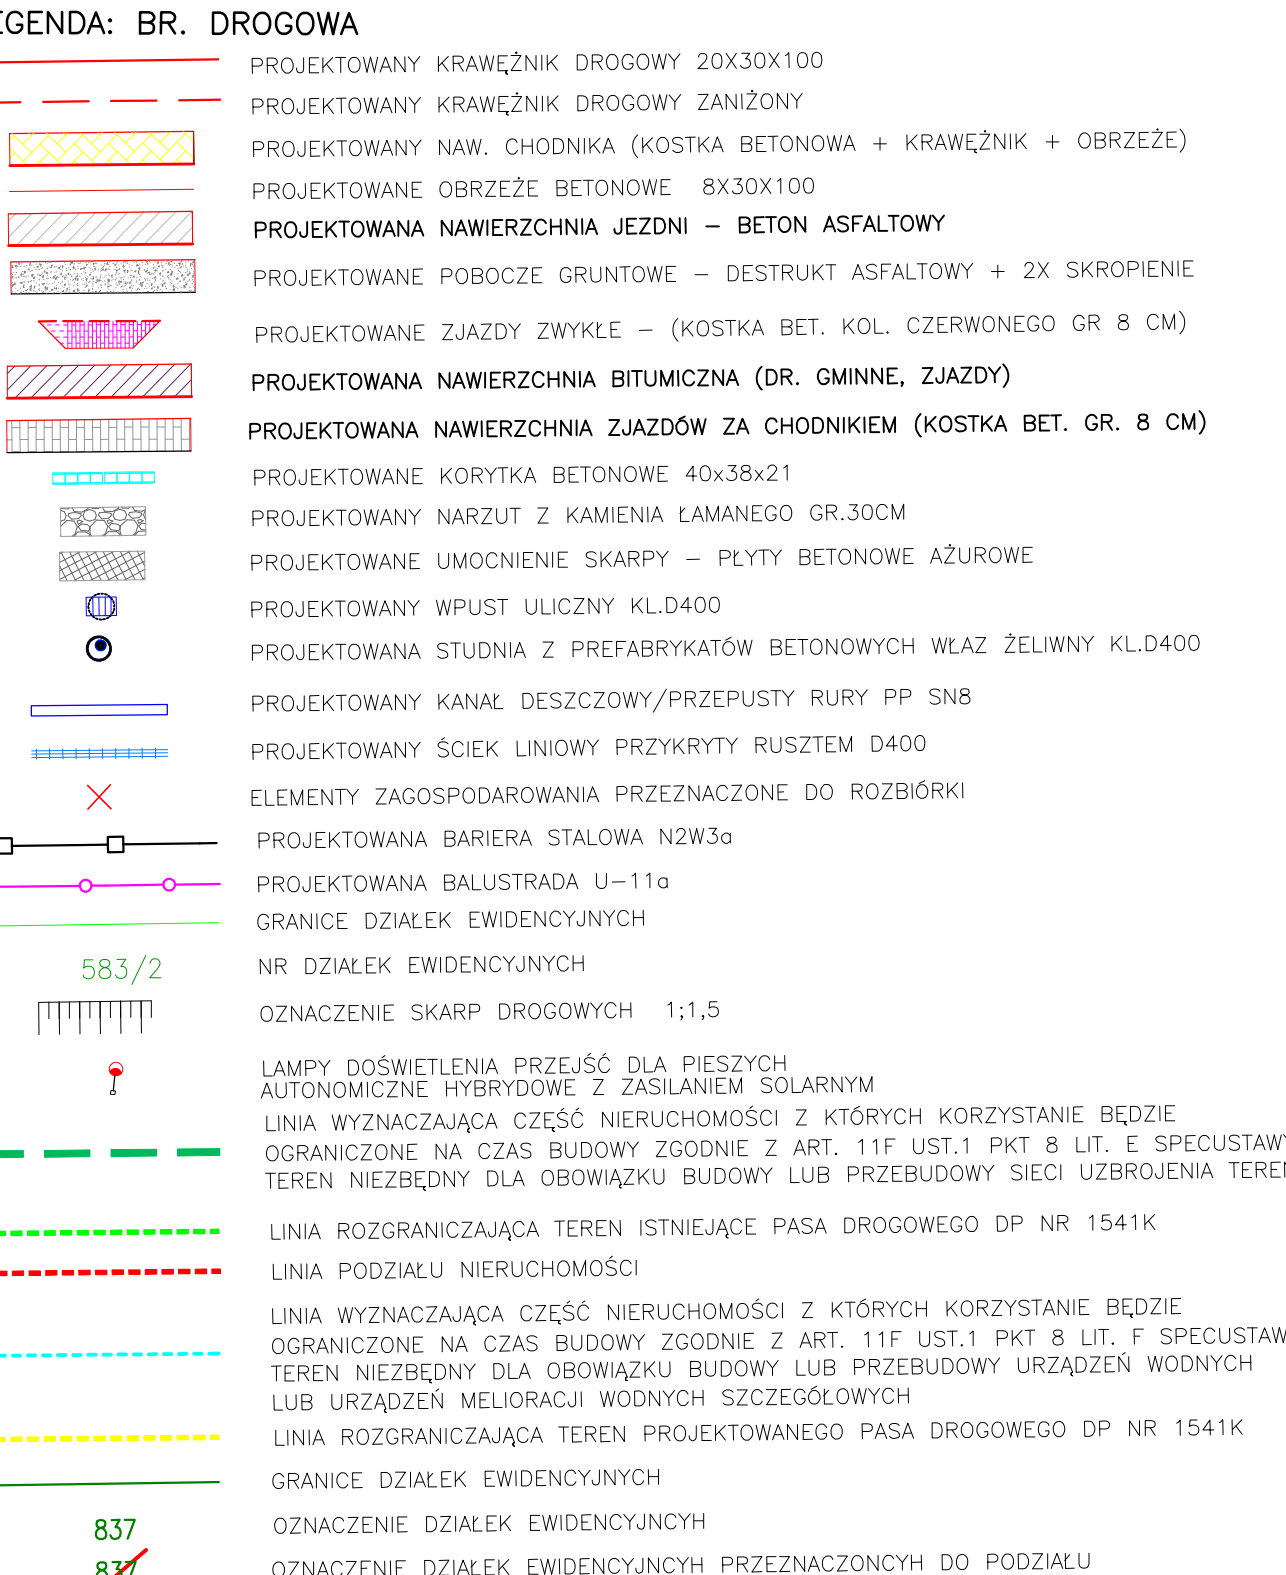 EGENDA: BR. DROGOWA
PROJEKTOWANY KRAWĘŻNIK DROGOWY 20X30X100
PROJEKTOWANY KRAWĘŻNIK DROGOWY ZANIŻONY
PROJEKTOWANY NAW. CHODNIKA (KOSTKA BETONOWA + KRAWĘŻNIK + OBRZEŻE)
PROJEKTOWANE OBRZEŻE BETONOWE 8X30X100
PROJEKTOWANA NAWIERZCHNIA JEZDNI – BETON ASFALTOWY
PROJEKTOWANE POBOCZE GRUNTOWE – DESTRUKT ASFALTOWY + 2X SKROPIENIE
PROJEKTOWANE ZJAZDY ZWYKŁE – (KOSTKA BET. KOL. CZERWONEGO GR 8 CM)
PROJEKTOWANA NAWIERZCHNIA BITUMICZNA (DR. GMINNE, ZJAZDY)
PROJEKTOWANA NAWIERZCHNIA ZJAZDÓW ZA CHODNIKIEM (KOSTKA BET. GR. 8 CM)
PROJEKTOWANE KORYTKA BETONOWE 40x38x21
PROJEKTOWANY NARZUT Z KAMIENIA ŁAMANEGO GR.30CM
PROJEKTOWANE UMOCNIENIE SKARPY – PŁYTY BETONOWE AŻUROWE
PROJEKTOWANY WPUST ULICZNY KL.D400
PROJEKTOWANA STUDNIA Z PREFABRYKATÓW BETONOWYCH WŁAZ ŻELIWNY KL.D400
PROJEKTOWANY KANAŁ DESZCZOWY/PRZEPUSTY RURY PP SN8
PROJEKTOWANY ŚCIEK LINIOWY PRZYKRYTY RUSZTEM D400
ELEMENTY ZAGOSPODAROWANIA PRZEZNACZONE DO ROZBIÓRKI
PROJEKTOWANA BARIERA STALOWA N2W3a
PROJEKTOWANA BALUSTRADA U–11a
GRANICE DZIAŁEK EWIDENCYJNYCH
583/2 NR DZIAŁEK EWIDENCYJNYCH
OZNACZENIE SKARP DROGOWYCH 1;1,5
LAMPY DOŚWIETLENIA PRZEJŚĆ DLA PIESZYCH
AUTONOMICZNE HYBRYDOWE Z ZASILANIEM SOLARNYM
LINIA WYZNACZAJĄCA CZĘŚĆ NIERUCHOMOŚCI Z KTÓRYCH KORZYSTANIE BĘDZIE
OGRANICZONE NA CZAS BUDOWY ZGODNIE Z ART. 11F UST.1 PKT 8 LIT. E SPECUSTAWY
TEREN NIEZBĘDNY DLA OBOWIĄZKU BUDOWY LUB PRZEBUDOWY SIECI UZBROJENIA TEREN
LINIA ROZGRANICZAJĄCA TEREN ISTNIEJĄCE PASA DROGOWEGO DP NR 1541K
LINIA PODZIAŁU NIERUCHOMOŚCI
LINIA WYZNACZAJĄCA CZĘŚĆ NIERUCHOMOŚCI Z KTÓRYCH KORZYSTANIE BĘDZIE
OGRANICZONE NA CZAS BUDOWY ZGODNIE Z ART. 11F UST.1 PKT 8 LIT. F SPECUSTAW
TEREN NIEZBĘDNY DLA OBOWIĄZKU BUDOWY LUB PRZEBUDOWY URZĄDZEŃ WODNYCH
LUB URZĄDZEŃ MELIORACJI WODNYCH SZCZEGÓŁOWYCH
LINIA ROZGRANICZAJĄCA TEREN PROJEKTOWANEGO PASA DROGOWEGO DP NR 1541K
GRANICE DZIAŁEK EWIDENCYJNYCH
837 OZNACZENIE DZIAŁEK EWIDENCYJNCYH
837 OZNACZENIE DZIAŁEK EWIDENCYJNCYH PRZEZNACZONCYH DO PODZIAŁU